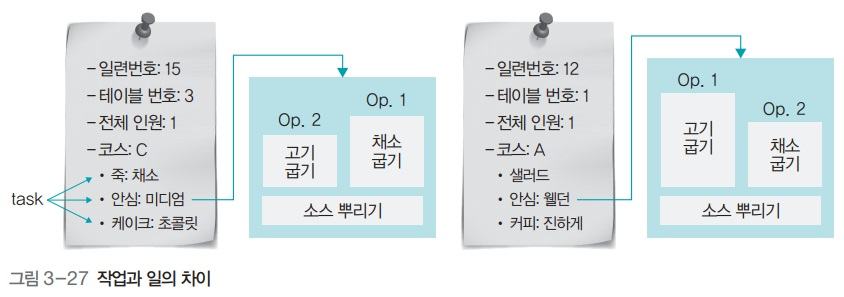 – 일련번호: 15
– 테이블 번호: 3
– 전체 인원: 1
– 코스: C
• 죽: 채소
• 안심: 미디엄
• 케이크: 초콜릿
task
Op. 2
Op. 1
고기
굽기
채소
굽기
소스 뿌리기
– 일련번호: 12
– 테이블 번호: 1
– 전체 인원: 1
– 코스: A
• 샐러드
• 안심: 웰던
• 커피: 진하게
Op. 1
Op. 2
고기
굽기
채소
굽기
소스 뿌리기
그림 3-27 작업과 일의 차이